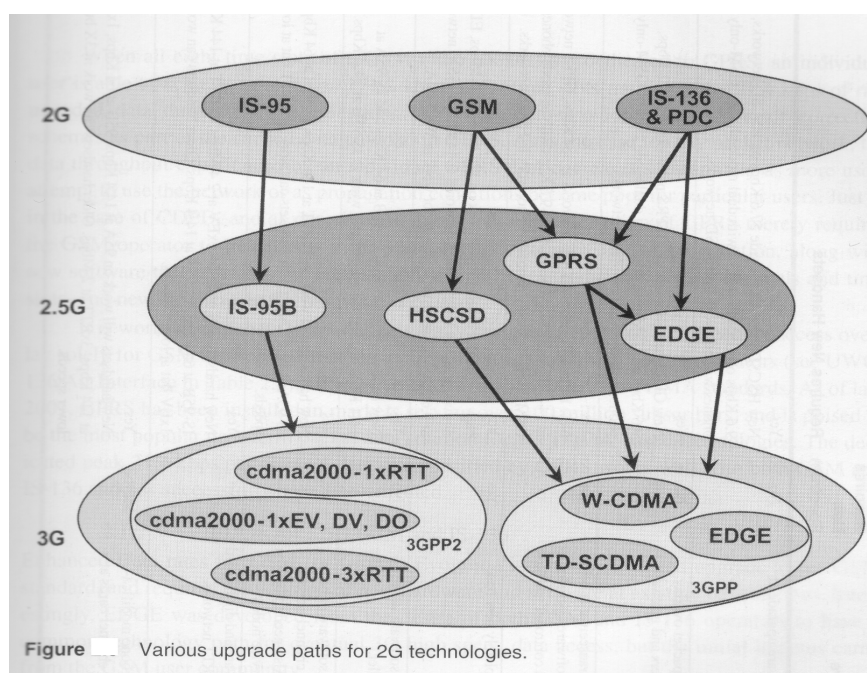 2G
IS-95
GSM
IS-136
& PDC
GPRS
2.5G
IS-95B
HSCSD
EDGE
cdma2000-1xRTT
W-CDMA
cdma2000-1xEV, DV, DO
EDGE
3G
3GPP2
TD-SCDMA
cdma2000-3xRTT
3GPP
Figure Various upgrade paths for 2G technologies.